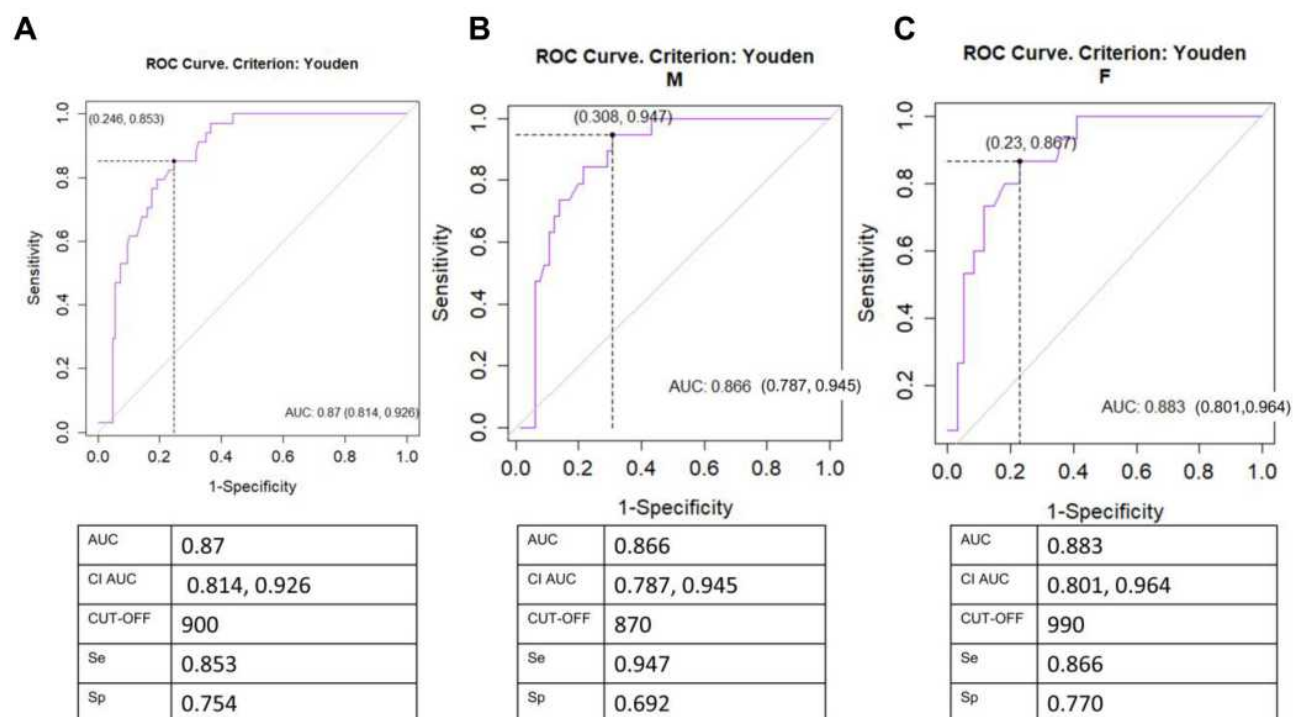 A
ROC Curve. Criterion: Youden
(0.246, 0.853)
Sensitivity
1.0
0.8
0.6
0.4
0.2
0.0
AUC: 0.87 (0.814, 0.926)
0.0 0.2 0.4 0.6 0.8 1.0
1-Specificity
AUC 0.87
CI AUC 0.814, 0.926
CUT-OFF 900
Se 0.853
Sp 0.754
B
ROC Curve. Criterion: Youden
M
(0.308, 0.947)
Sensitivity
1.0
0.8
0.6
0.4
0.2
0.0
AUC: 0.866 (0.787, 0.945)
0.0 0.2 0.4 0.6 0.8 1.0
1-Specificity
AUC 0.866
CI AUC 0.787, 0.945
CUT-OFF 870
Se 0.947
Sp 0.692
C
ROC Curve. Criterion: Youden
F
(0.23, 0.867)
Sensitivity
1.0
0.8
0.6
0.4
0.2
AUC: 0.883 (0.801,0.964)
0.0 0.2 0.4 0.6 0.8 1.0
1-Specificity
AUC 0.883
CI AUC 0.801, 0.964
CUT-OFF 990
Se 0.866
Sp 0.770